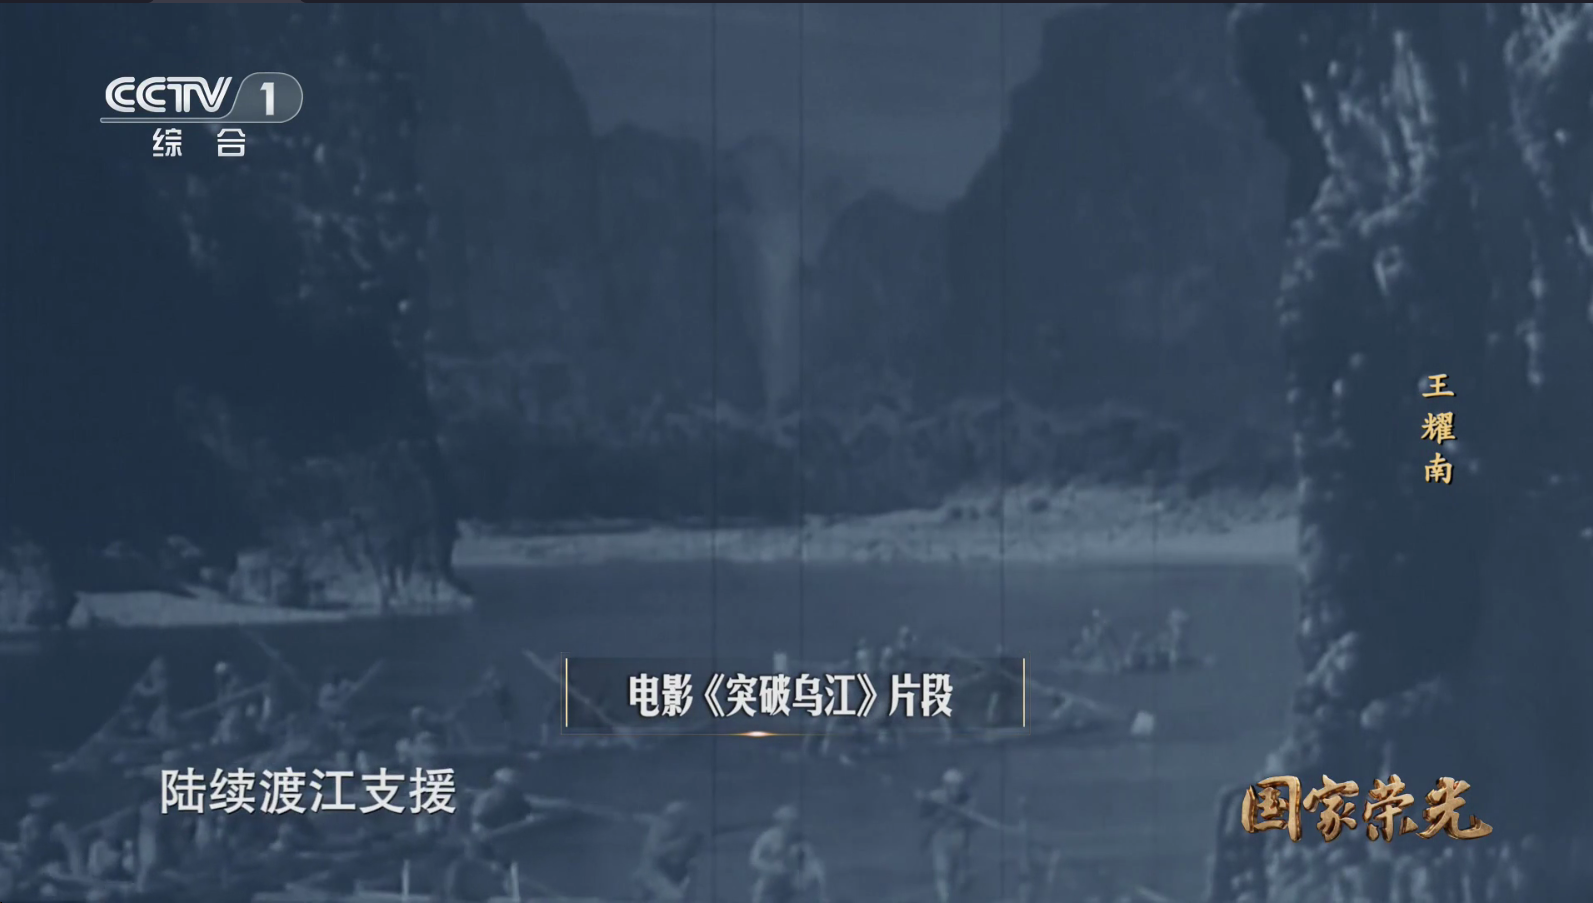 CCTV 1
综合
王耀南
电影《突破乌江》片段
陆续渡江支援
国家荣光